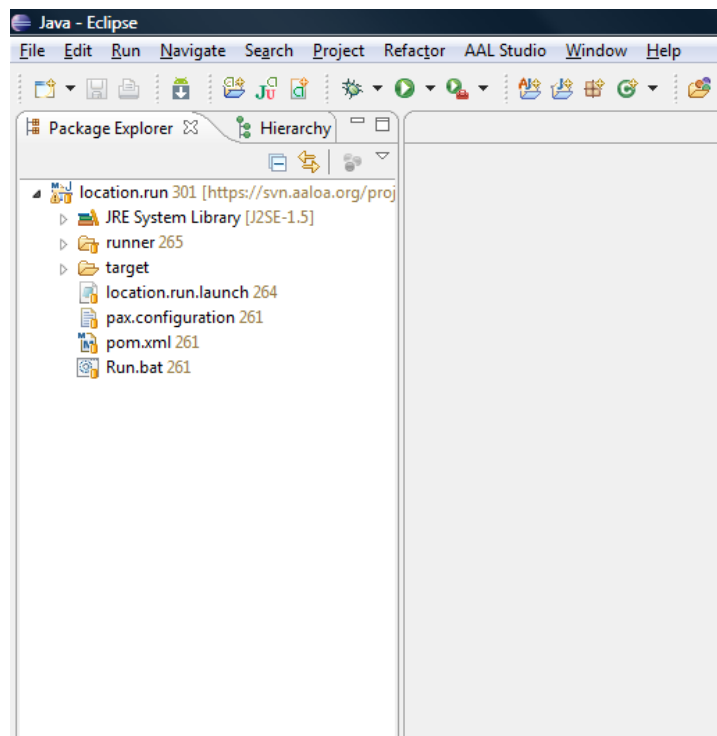 Java - Eclipse
File Edit Run Navigate Search Project Refactor AAL Studio Window Help
Package Explorer Hierarchy
location.run 301 [https://svn.aaloa.org/proj
JRE System Library [J2SE-1.5]
runner 265
target
location.run.launch 264
pax.configuration 261
pom.xml 261
Run.bat 261